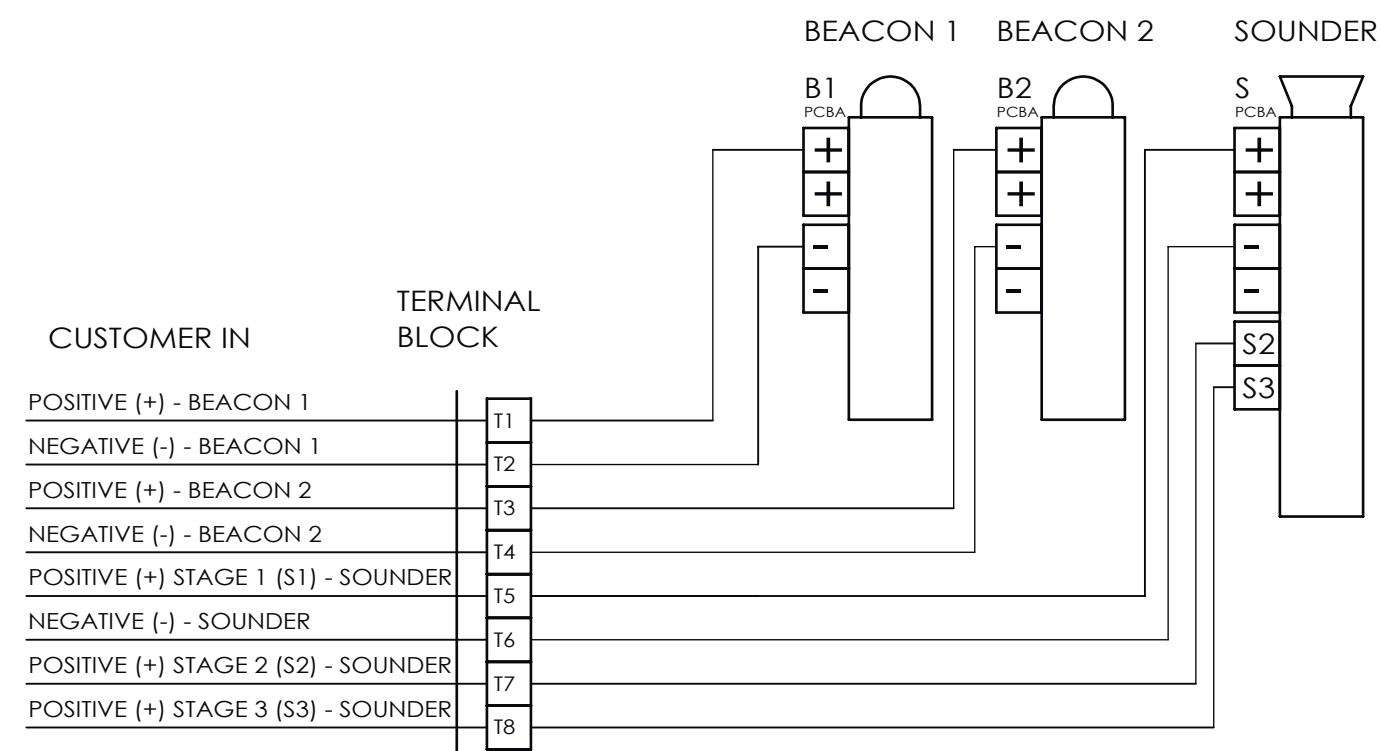 BEACON 1 BEACON 2 SOUNDER
B1 B2 S
PCBA PCBA PCBA
+ + +
+ + +
- - -
- - -
S2
S3
TERMINAL
BLOCK
CUSTOMER IN
POSITIVE (+) - BEACON 1
T1
NEGATIVE (-) - BEACON 1
T2
POSITIVE (+) - BEACON 2
T3
NEGATIVE (-) - BEACON 2
T4
POSITIVE (+) STAGE 1 (S1) - SOUNDER
T5
NEGATIVE (-) - SOUNDER
T6
POSITIVE (+) STAGE 2 (S2) - SOUNDER
T7
POSITIVE (+) STAGE 3 (S3) - SOUNDER
T8